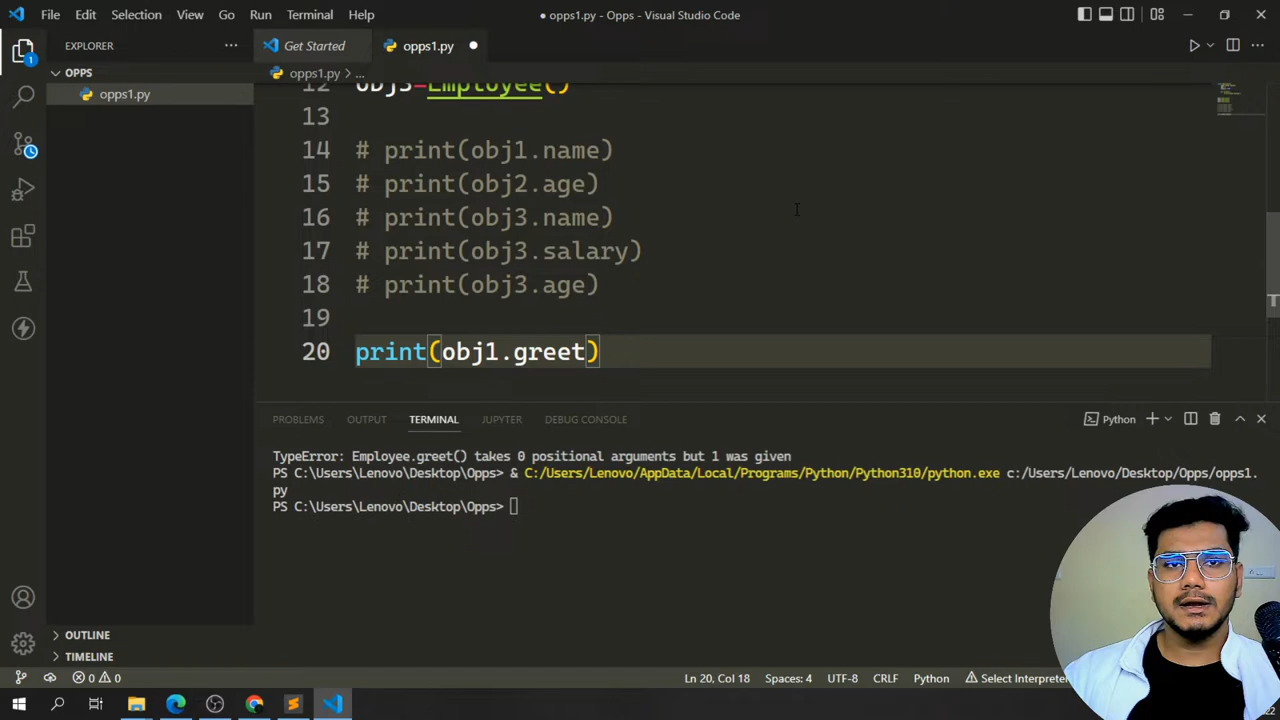 File Edit Selection View Go Run Terminal Help
● opps1.py - Opps - Visual Studio Code
EXPLORER
Get Started
opps1.py
OPPS
opps1.py > ...
opps1.py
12 obj3=Employee()
13
14 # print(obj1.name)
15 # print(obj2.age)
16 # print(obj3.name)
17 # print(obj3.salary)
18 # print(obj3.age)
19
20 print(obj1.greet)
PROBLEMS OUTPUT TERMINAL JUPYTER DEBUG CONSOLE
Python
TypeError: Employee.greet() takes 0 positional arguments but 1 was given
PS C:\Users\Lenovo\Desktop\Opps> & C:/Users/Lenovo/AppData/Local/Programs/Python/Python310/python.exe c:/Users/Lenovo/Desktop/Opps/opps1.
py
PS C:\Users\Lenovo\Desktop\Opps>
OUTLINE
TIMELINE
0 0
Ln 20, Col 18 Spaces: 4 UTF-8 CRLF Python Select Interpreter